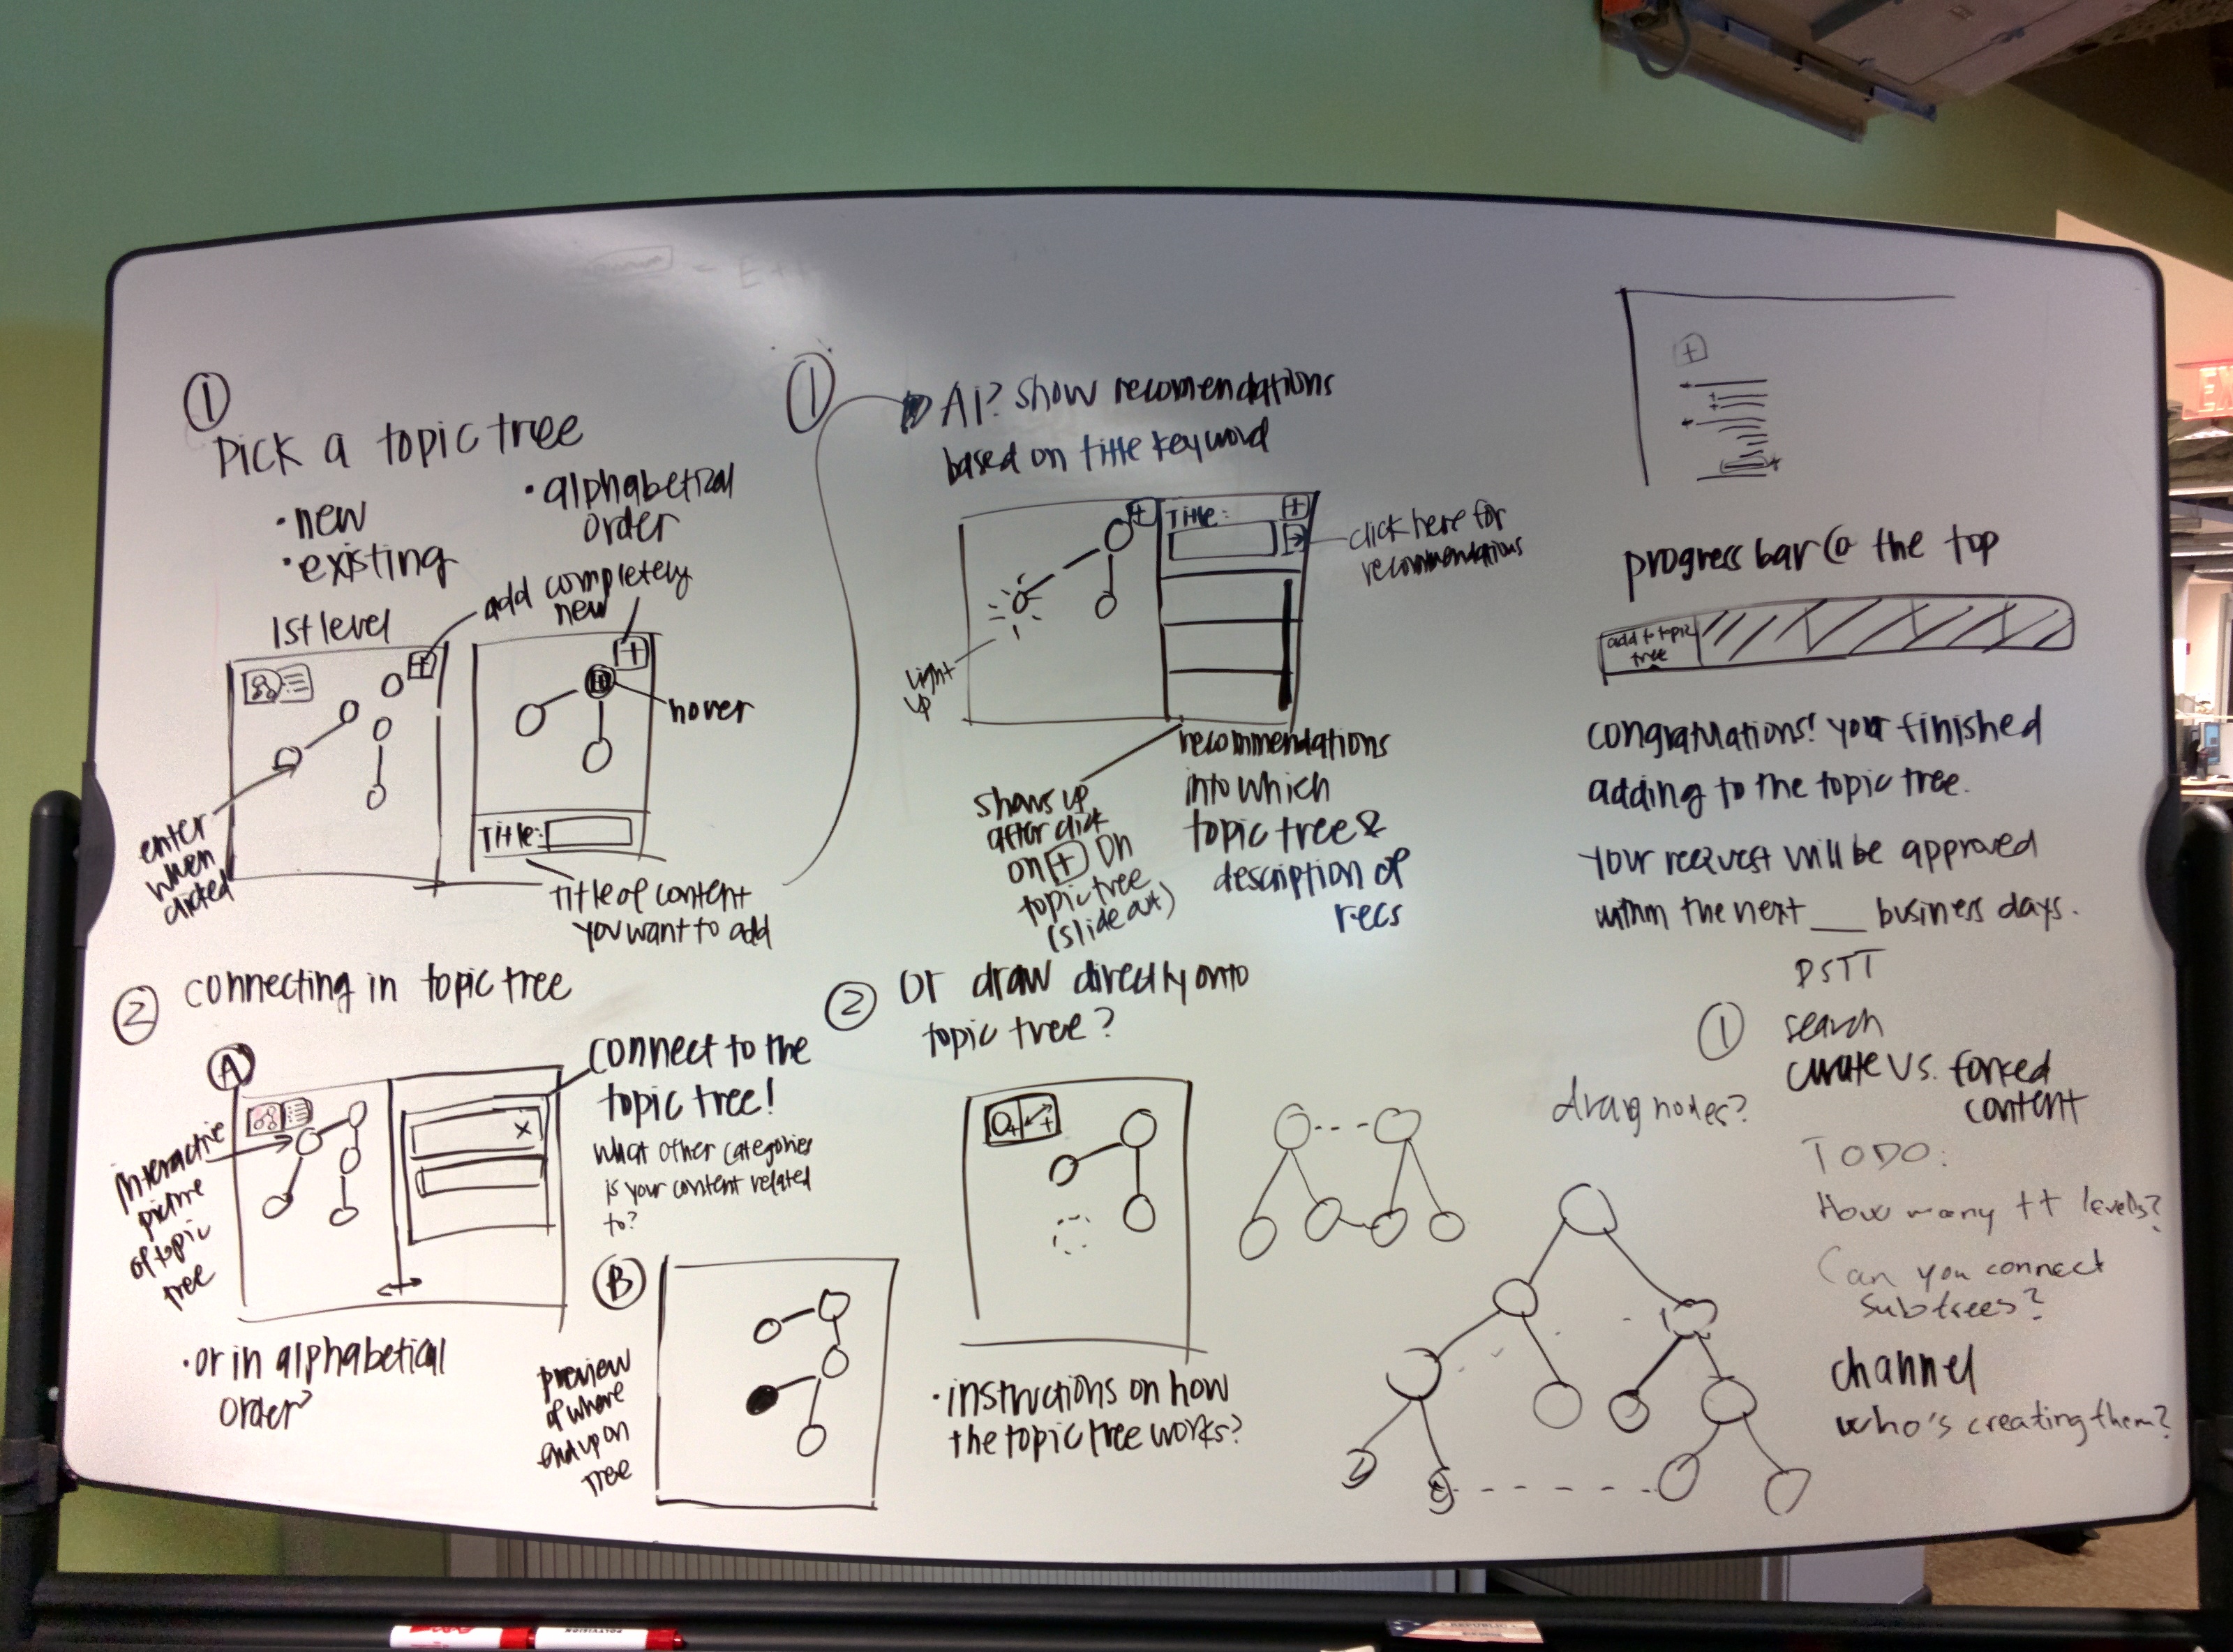 ①
Pick a topic tree
• new
• existing
• alphabetical
order
add completely
new
1st level
+
+
hover
enter
when
clicked
Title:
Title of content
you want to add
①
AI? show recomendations
based on title keyword
+
Title:
+
click here for
recommendations
light
up
shows up
after click
on + on
topic tree
(slide out)
recommendations
into which
topic tree &
description of
recs
② connecting in topic tree
A
connect to the
topic tree!
What other categories
is your content related
to?
x
interactive
picture
of topic
tree
• or in alphabetical
order?
B
preview
of where
end up on
tree
② or draw directly onto
topic tree?
• instructions on how
the topic tree works?
+
progress bar @ the top
add to topic
tree
congratulations! your finished
adding to the topic tree.
your request will be approved
within the next ___ business days.
PSTT
① search
curate vs. forked
content
drag nodes?
TODO:
How many tt levels?
Can you connect
subtrees?
channel
who's creating them?